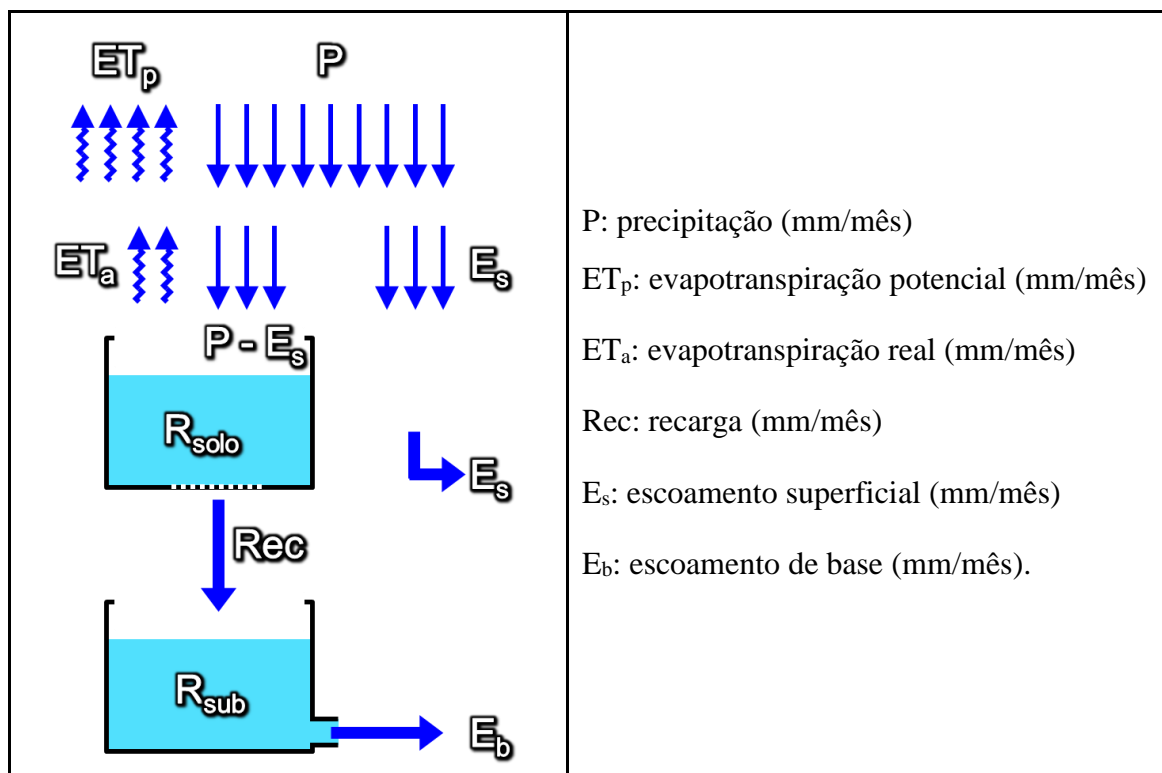 ETp P
ETa Es
P - Es
Rsolo
Es
Rec
Rsub
Eb
P: precipitação (mm/mês)
ETp: evapotranspiração potencial (mm/mês)
ETa: evapotranspiração real (mm/mês)
Rec: recarga (mm/mês)
Es: escoamento superficial (mm/mês)
Eb: escoamento de base (mm/mês).